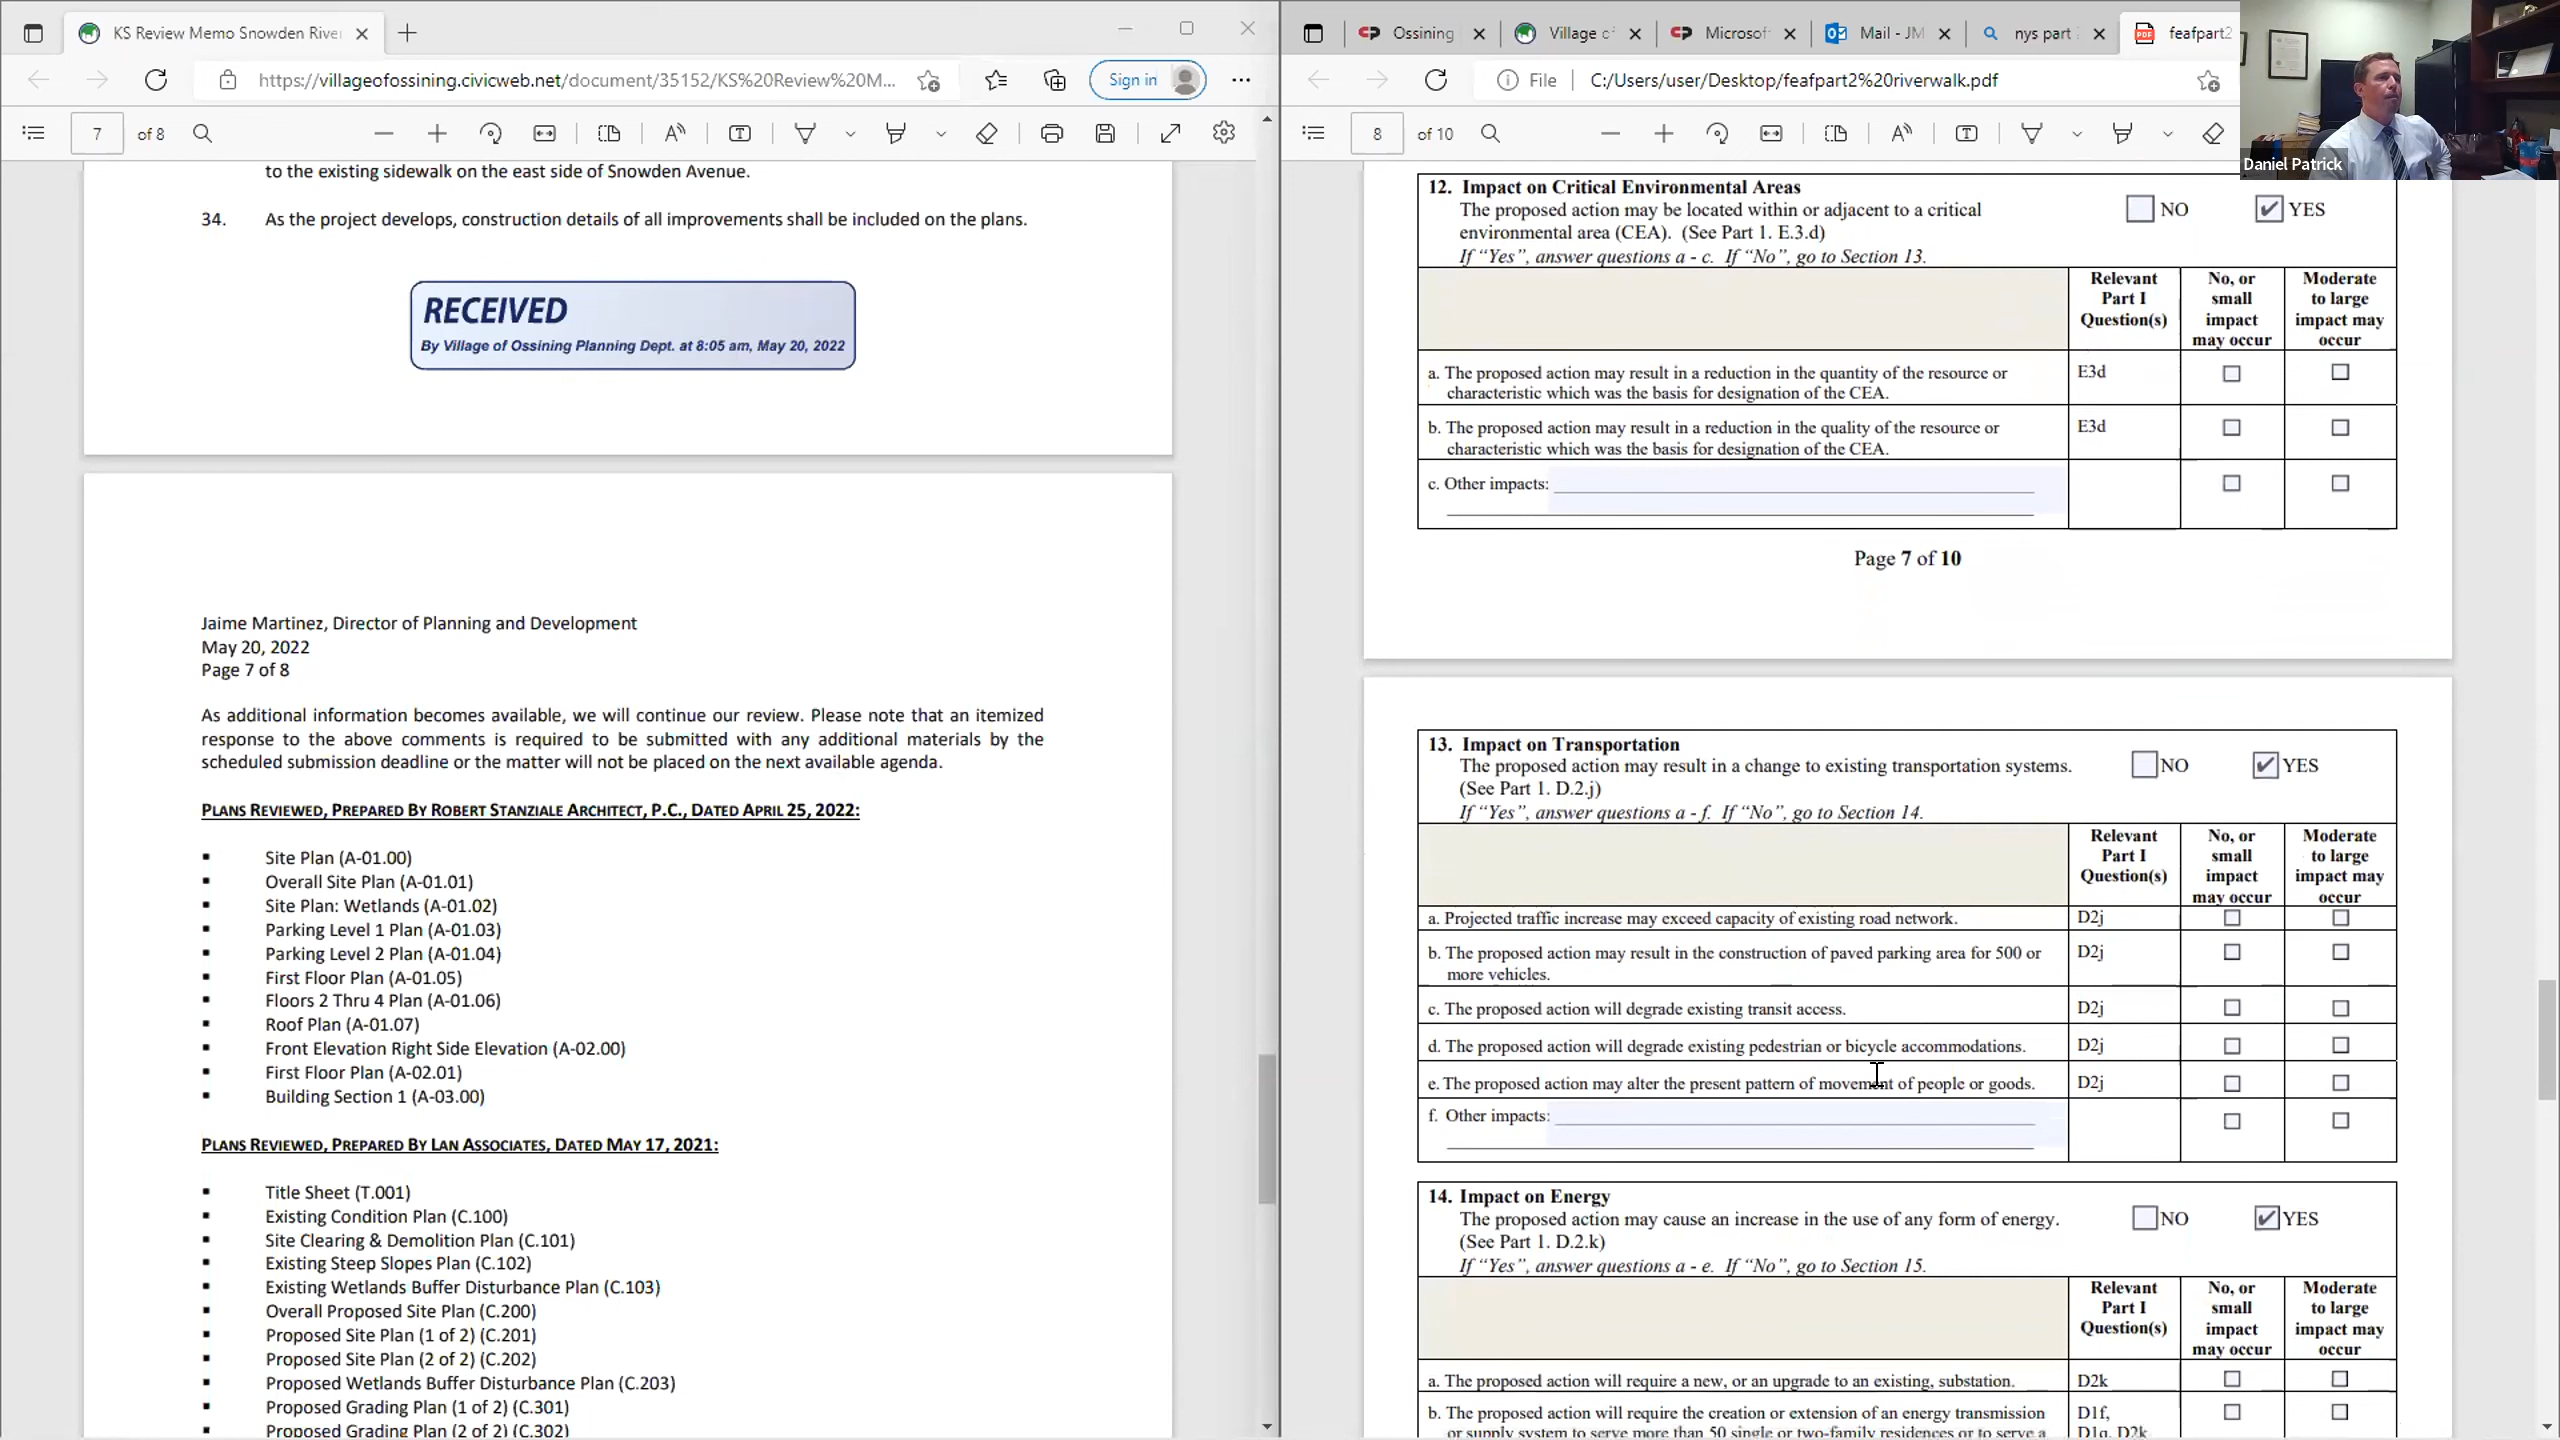 KS Review Memo Snowden River
https://villageofossining.civicweb.net/document/35152/KS%20Review%20M...
Sign in
7 of 8
to the existing sidewalk on the east side of Snowden Avenue.
34. As the project develops, construction details of all improvements shall be included on the plans.
RECEIVED
By Village of Ossining Planning Dept. at 8:05 am, May 20, 2022
Jaime Martinez, Director of Planning and Development
May 20, 2022
Page 7 of 8
As additional information becomes available, we will continue our review. Please note that an itemized
response to the above comments is required to be submitted with any additional materials by the
scheduled submission deadline or the matter will not be placed on the next available agenda.
PLANS REVIEWED, PREPARED BY ROBERT STANZIALE ARCHITECT, P.C., DATED APRIL 25, 2022:
▪ Site Plan (A-01.00)
▪ Overall Site Plan (A-01.01)
▪ Site Plan: Wetlands (A-01.02)
▪ Parking Level 1 Plan (A-01.03)
▪ Parking Level 2 Plan (A-01.04)
▪ First Floor Plan (A-01.05)
▪ Floors 2 Thru 4 Plan (A-01.06)
▪ Roof Plan (A-01.07)
▪ Front Elevation Right Side Elevation (A-02.00)
▪ First Floor Plan (A-02.01)
▪ Building Section 1 (A-03.00)
PLANS REVIEWED, PREPARED BY LAN ASSOCIATES, DATED MAY 17, 2021:
▪ Title Sheet (T.001)
▪ Existing Condition Plan (C.100)
▪ Site Clearing & Demolition Plan (C.101)
▪ Existing Steep Slopes Plan (C.102)
▪ Existing Wetlands Buffer Disturbance Plan (C.103)
▪ Overall Proposed Site Plan (C.200)
▪ Proposed Site Plan (1 of 2) (C.201)
▪ Proposed Site Plan (2 of 2) (C.202)
▪ Proposed Wetlands Buffer Disturbance Plan (C.203)
▪ Proposed Grading Plan (1 of 2) (C.301)
▪ Proposed Grading Plan (2 of 2) (C.302)
Ossining Village of Microsoft Mail - JM nys part feafpart2
File C:/Users/user/Desktop/feafpart2%20riverwalk.pdf
8 of 10
Daniel Patrick
12. Impact on Critical Environmental Areas
The proposed action may be located within or adjacent to a critical NO YES
environmental area (CEA). (See Part 1. E.3.d)
If “Yes”, answer questions a - c. If “No”, go to Section 13.
Relevant Part I Question(s)
No, or small impact may occur
Moderate to large impact may occur
a. The proposed action may result in a reduction in the quantity of the resource or E3d
characteristic which was the basis for designation of the CEA.
b. The proposed action may result in a reduction in the quality of the resource or E3d
characteristic which was the basis for designation of the CEA.
c. Other impacts:
Page 7 of 10
13. Impact on Transportation
The proposed action may result in a change to existing transportation systems. NO YES
(See Part 1. D.2.j)
If “Yes”, answer questions a - f. If “No”, go to Section 14.
Relevant Part I Question(s)
No, or small impact may occur
Moderate to large impact may occur
a. Projected traffic increase may exceed capacity of existing road network. D2j
b. The proposed action may result in the construction of paved parking area for 500 or D2j
more vehicles.
c. The proposed action will degrade existing transit access. D2j
d. The proposed action will degrade existing pedestrian or bicycle accommodations. D2j
e. The proposed action may alter the present pattern of movement of people or goods. D2j
f. Other impacts:
14. Impact on Energy
The proposed action may cause an increase in the use of any form of energy. NO YES
(See Part 1. D.2.k)
If “Yes”, answer questions a - e. If “No”, go to Section 15.
Relevant Part I Question(s)
No, or small impact may occur
Moderate to large impact may occur
a. The proposed action will require a new, or an upgrade to an existing, substation. D2k
b. The proposed action will require the creation or extension of an energy transmission D1f,
or supply system to serve more than 50 single or two-family residences or to serve a D1q, D2k